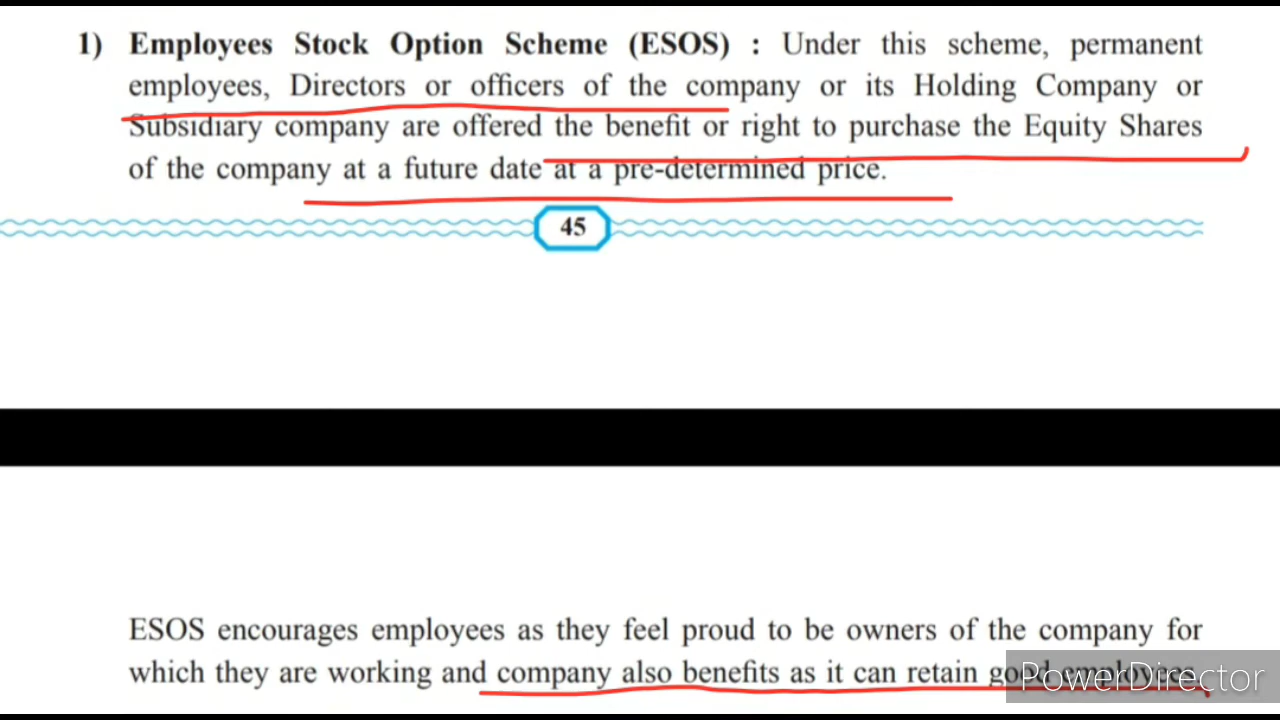 1) Employees Stock Option Scheme (ESOS) : Under this scheme, permanent
employees, Directors or officers of the company or its Holding Company or
Subsidiary company are offered the benefit or right to purchase the Equity Shares
of the company at a future date at a pre-determined price.
45
ESOS encourages employees as they feel proud to be owners of the company for
which they are working and company also benefits as it can retain good employees.
PowerDirector